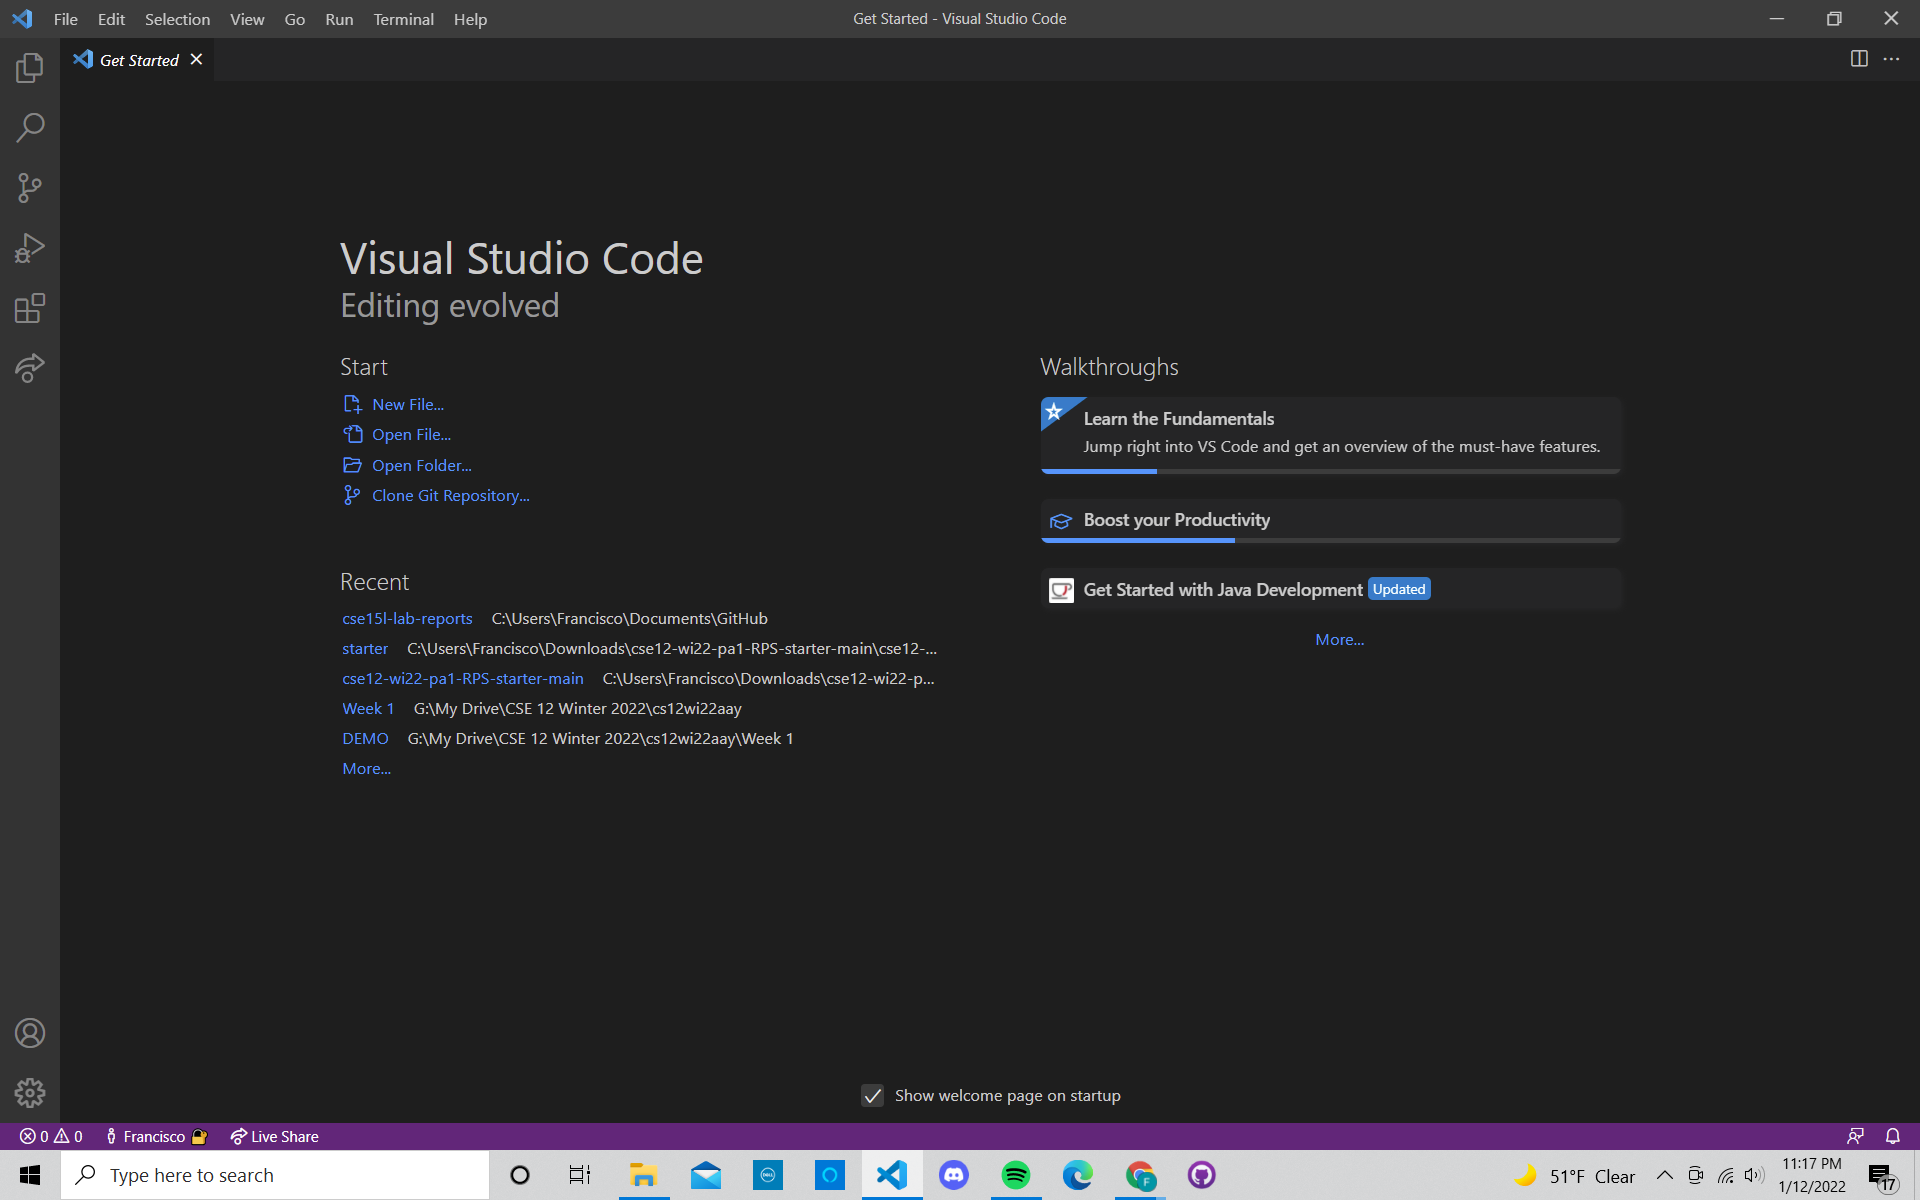 File Edit Selection View Go Run Terminal Help
Get Started - Visual Studio Code
Get Started
Visual Studio Code
Editing evolved
Start
New File...
Open File...
Open Folder...
Clone Git Repository...
Recent
cse15l-lab-reports C:\Users\Francisco\Documents\GitHub
starter C:\Users\Francisco\Downloads\cse12-wi22-pa1-RPS-starter-main\cse12-...
cse12-wi22-pa1-RPS-starter-main C:\Users\Francisco\Downloads\cse12-wi22-p...
Week 1 G:\My Drive\CSE 12 Winter 2022\cs12wi22aay
DEMO G:\My Drive\CSE 12 Winter 2022\cs12wi22aay\Week 1
More...
Walkthroughs
Learn the Fundamentals
Jump right into VS Code and get an overview of the must-have features.
Boost your Productivity
Get Started with Java Development Updated
More...
Show welcome page on startup
0 0 Francisco Live Share
Type here to search
DELL
F
51°F Clear
11:17 PM
1/12/2022
17